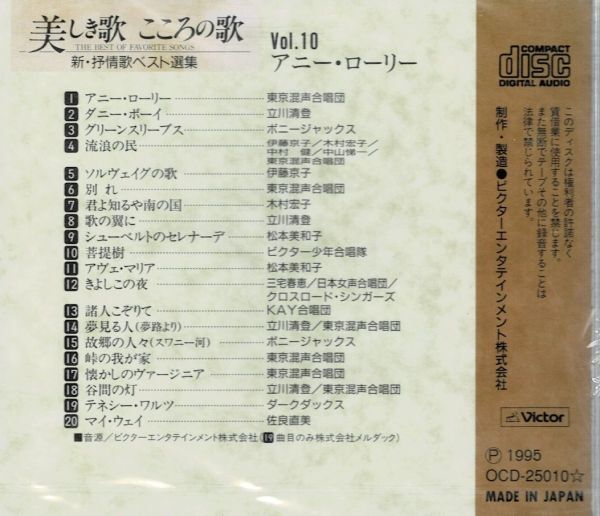 美しき歌 こころの歌
THE BEST OF FAVORITE SONGS
新・抒情歌ベスト選集
Vol.10
アニー・ローリー
1 アニー・ローリー 東京混声合唱団
2 ダニー・ボーイ 立川清登
3 グリーンスリーブス ボニージャックス
4 流浪の民 伊藤京子/木村宏子/
中村 健/中山悌一/
東京混声合唱団
5 ソルヴェイグの歌 伊藤京子
6 別れ 東京混声合唱団
7 君よ知るや南の国 木村宏子
8 歌の翼に 立川清登
9 シューベルトのセレナーデ 松本美和子
10 菩提樹 ビクター少年合唱隊
11 アヴェ・マリア 松本美和子
12 きよしこの夜 三宅春恵/日本女声合唱団/
クロスロード・シンガーズ
13 諸人こぞりて KAY合唱団
14 夢見る人(夢路より) 立川清登/東京混声合唱団
15 故郷の人々(スワニー河) ボニージャックス
16 峠の我が家 東京混声合唱団
17 懐かしのヴァージニア 東京混声合唱団
18 谷間の灯 立川清登/東京混声合唱団
19 テネシー・ワルツ ダークダックス
20 マイ・ウェイ 佐良直美
■音源/ビクターエンタテインメント株式会社(19曲目のみ株式会社メルダック)
COMPACT
disc
DIGITAL AUDIO
このディスクは権利者の許諾なく
賃借業に使用することを禁じます。
また無断でテープその他に録音することは
法律で禁じられています。
制作・製造●ビクターエンタテインメント株式会社
Victor
Ⓟ 1995
OCD-25010☆
MADE IN JAPAN